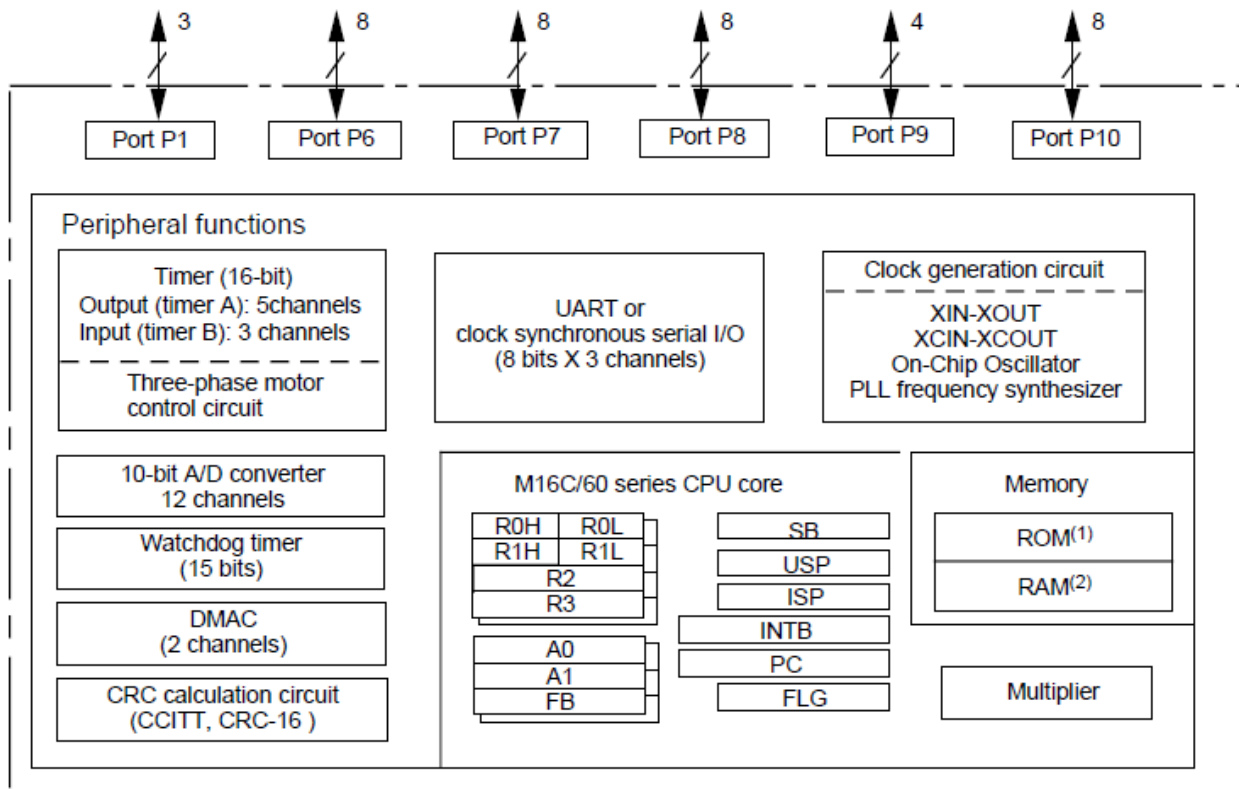 3 8 8 8 4 8
Port P1 Port P6 Port P7 Port P8 Port P9 Port P10
Peripheral functions
Timer (16-bit)
Output (timer A): 5channels
Input (timer B): 3 channels
Three-phase motor
control circuit
UART or
clock synchronous serial I/O
(8 bits X 3 channels)
Clock generation circuit
XIN-XOUT
XCIN-XCOUT
On-Chip Oscillator
PLL frequency synthesizer
10-bit A/D converter
12 channels
Watchdog timer
(15 bits)
DMAC
(2 channels)
CRC calculation circuit
(CCITT, CRC-16 )
M16C/60 series CPU core
R0H R0L
R1H R1L
R2
R3
A0
A1
FB
SB
USP
ISP
INTB
PC
FLG
Memory
ROM(1)
RAM(2)
Multiplier